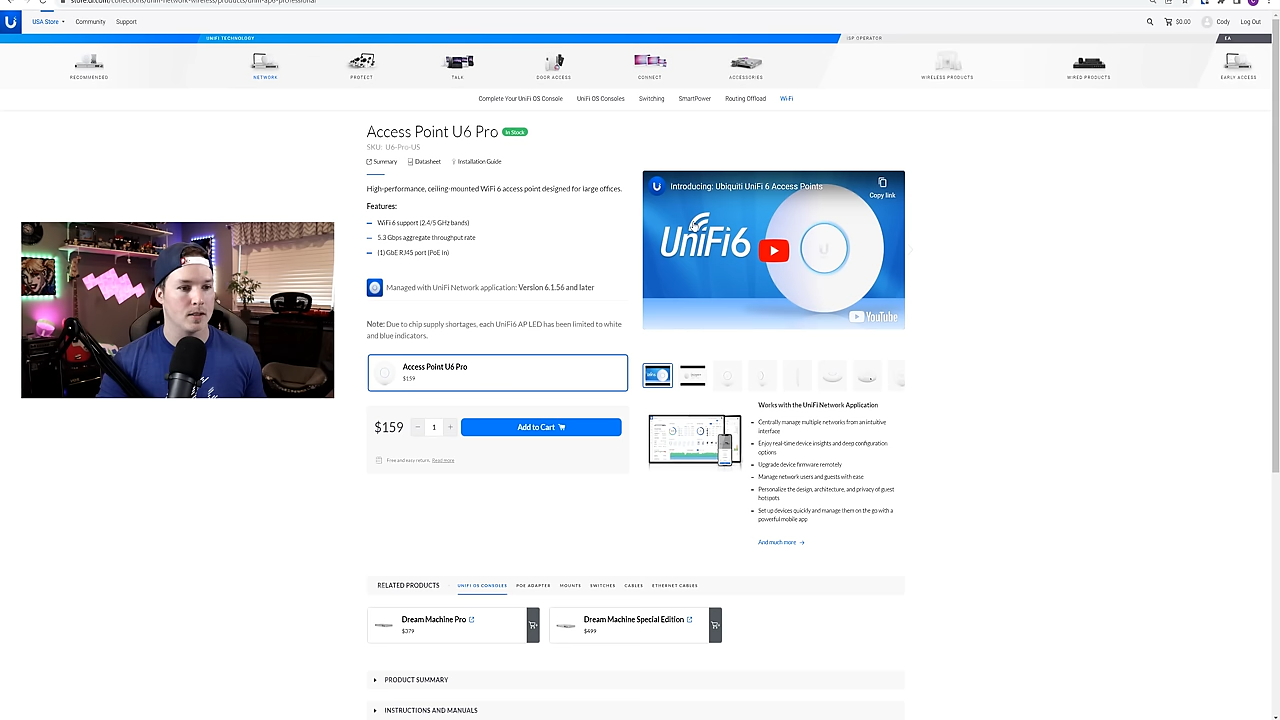 USA Store
Community
Support
$0.00
Cody
Log Out
UNIFI TECHNOLOGY
ISP OPERATOR
EA
RECOMMENDED
NETWORK
PROTECT
TALK
DOOR ACCESS
CONNECT
ACCESSORIES
WIRELESS PRODUCTS
WIRED PRODUCTS
EARLY ACCESS
Complete Your UniFi OS Console
UniFi OS Consoles
Switching
SmartPower
Routing Offload
WiFi
Access Point U6 Pro
In Stock
SKU: U6-Pro-US
Summary
Datasheet
Installation Guide
High-performance, ceiling-mounted WiFi 6 access point designed for large offices.
Features:
WiFi 6 support (2.4/5 GHz bands)
5.3 Gbps aggregate throughput rate
(1) GbE RJ45 port (PoE In)
Managed with UniFi Network application: Version 6.1.56 and later
Note: Due to chip supply shortages, each UniFi6 AP LED has been limited to white
and blue indicators.
Access Point U6 Pro
$159
$159
- 1 +
Add to Cart
Free and easy return. Read more
Introducing: Ubiquiti UniFi 6 Access Points
Copy link
UniFi6
YouTube
Works with the UniFi Network Application
Centrally manage multiple networks from an intuitive
interface
Enjoy real-time device insights and deep configuration
options
Upgrade device firmware remotely
Manage network users and guests with ease
Personalize the design, architecture, and privacy of guest
hotspots
Set up devices quickly and manage them on the go with a
powerful mobile app
And much more →
RELATED PRODUCTS
UNIFI OS CONSOLES
POE ADAPTER
MOUNTS
SWITCHES
CABLES
ETHERNET CABLES
Dream Machine Pro
$379
Dream Machine Special Edition
$499
PRODUCT SUMMARY
INSTRUCTIONS AND MANUALS